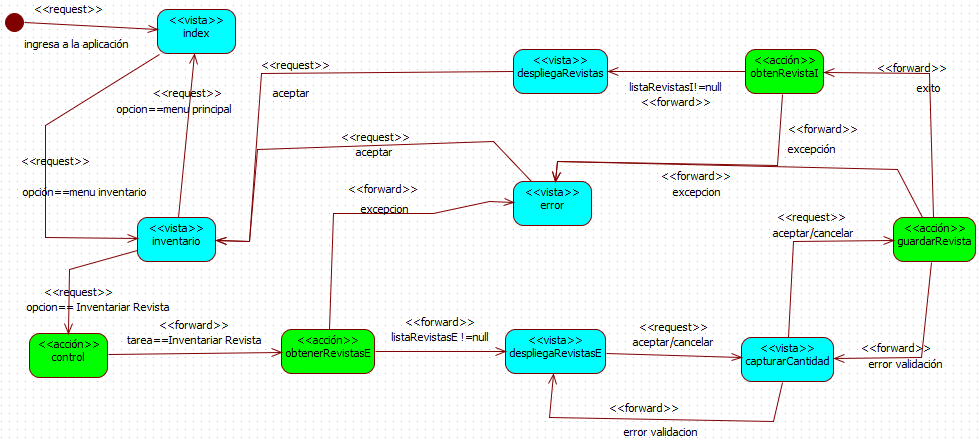 <<request>>
ingresa a la aplicación
<<vista>>
index
<<request>>
opcion==menu principal
<<request>>
opción==menu inventario
<<vista>>
inventario
<<request>>
opcion== Inventariar Revista
<<acción>>
control
<<forward>>
tarea==Inventariar Revista
<<acción>>
obtenerRevistasE
<<forward>>
excepcion
<<forward>>
listaRevistasE !=null
<<vista>>
despliegaRevistasE
<<request>>
aceptar/cancelar
<<vista>>
capturarCantidad
<<forward>>
error validacion
<<request>>
aceptar/cancelar
<<acción>>
guardarRevista
<<forward>>
error validación
<<forward>>
excepcion
<<forward>>
exito
<<acción>>
obtenRevistaI
<<forward>>
excepción
listaRevistasI!=null
<<forward>>
<<vista>>
despliegaRevistas
<<request>>
aceptar
<<vista>>
error
<<request>>
aceptar